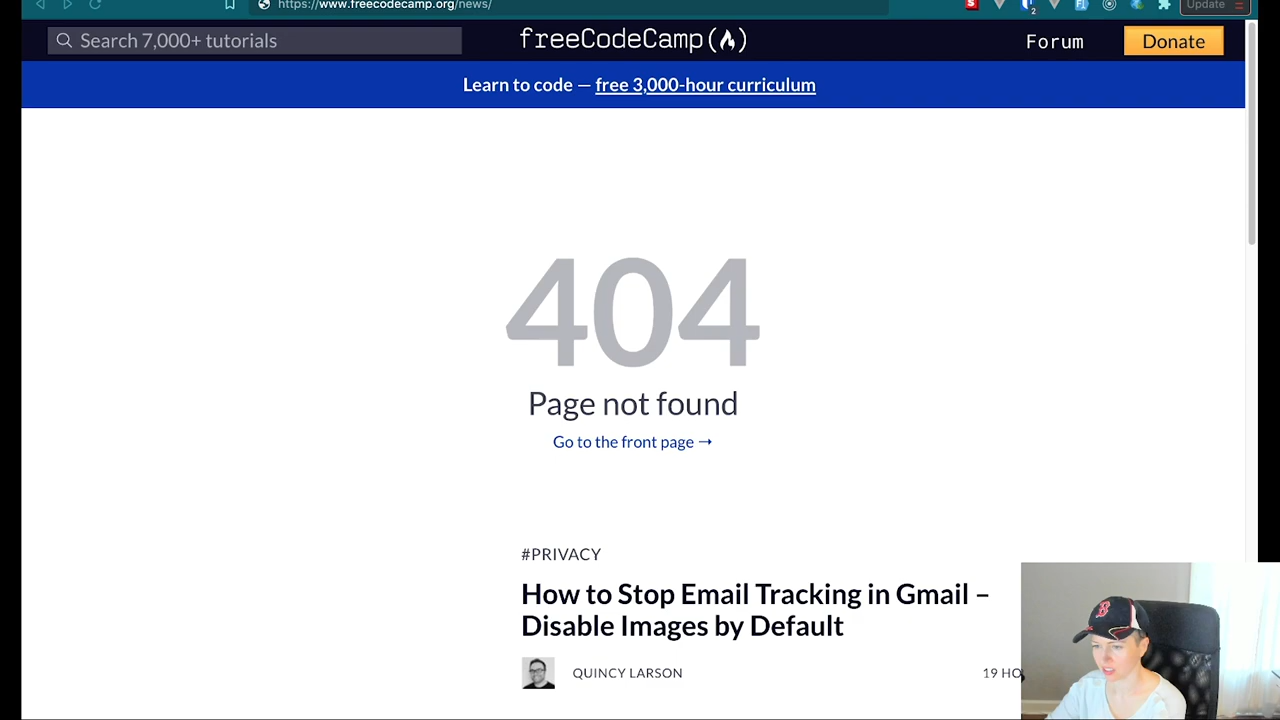 https://www.freecodecamp.org/news/
Update
Search 7,000+ tutorials
freeCodeCamp
Forum
Donate
Learn to code — free 3,000-hour curriculum
404
Page not found
Go to the front page →
#PRIVACY
How to Stop Email Tracking in Gmail –
Disable Images by Default
QUINCY LARSON
19 HO
B